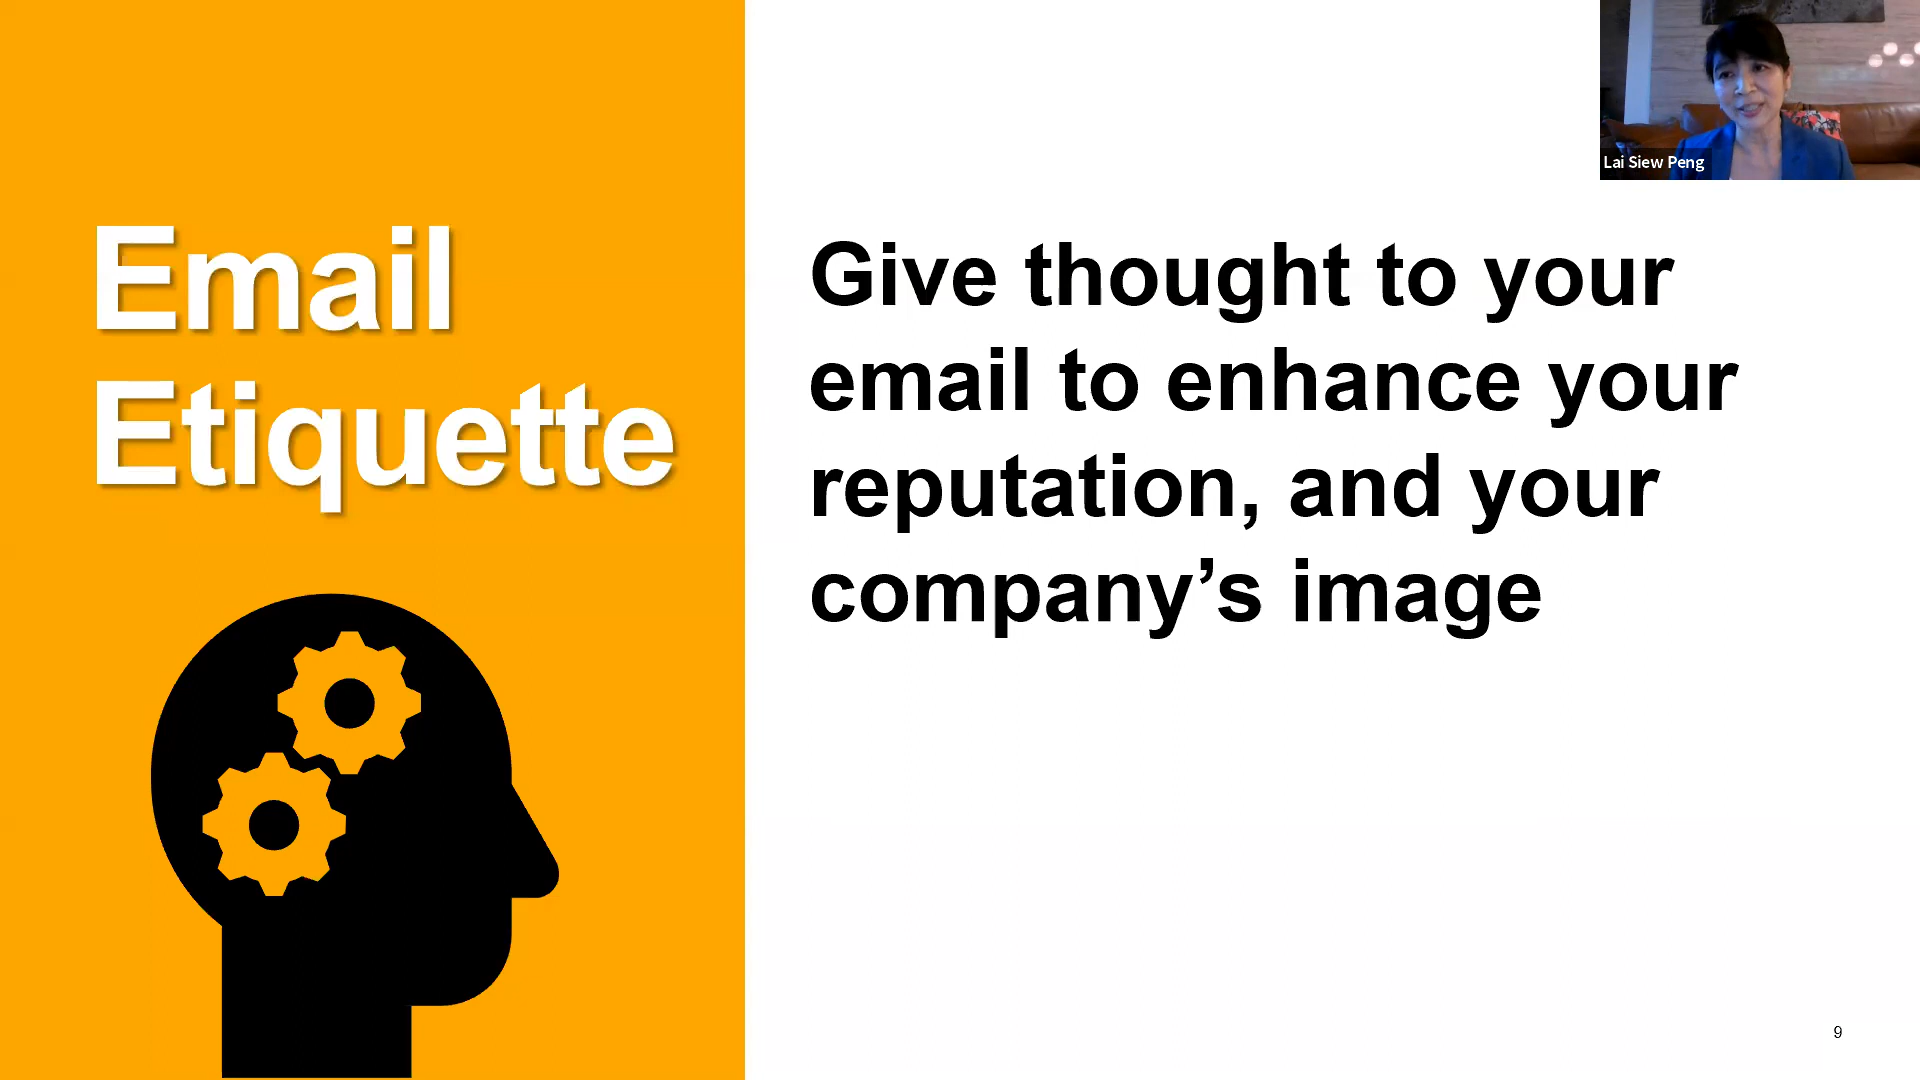 Email
Etiquette
Give thought to your
email to enhance your
reputation, and your
company’s image
Lai Siew Peng
9